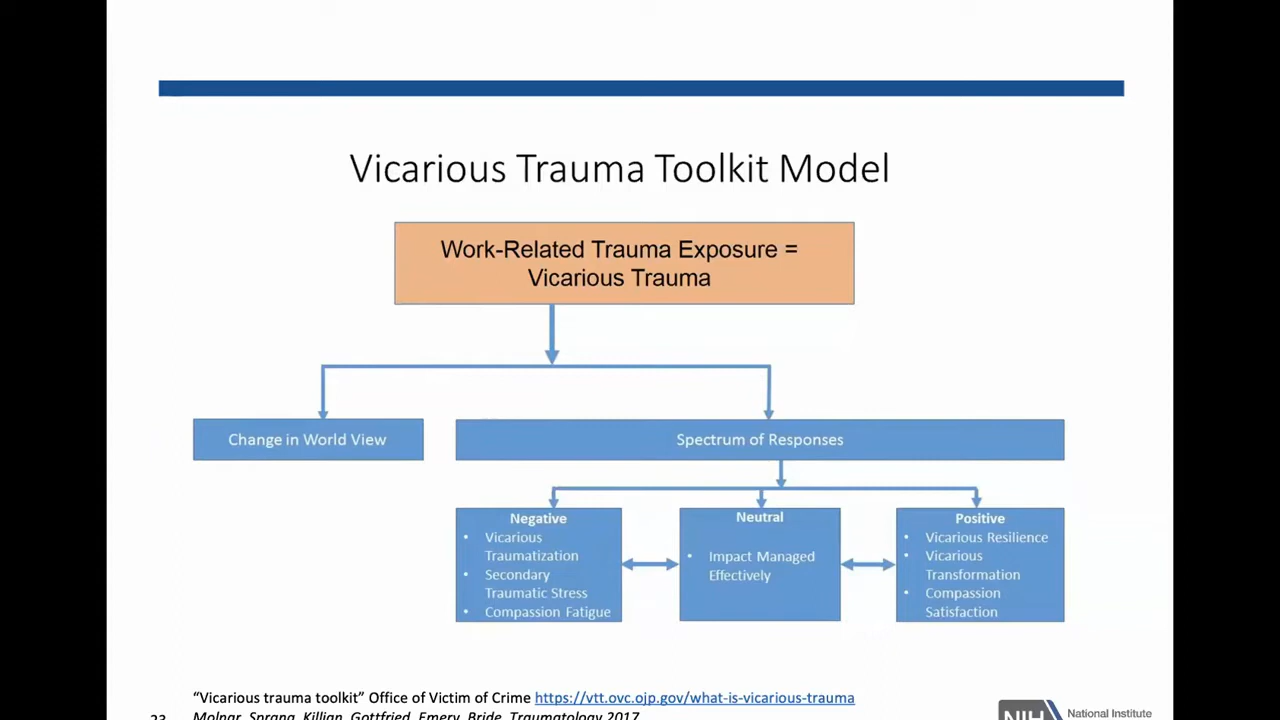 Vicarious Trauma Toolkit Model
Work-Related Trauma Exposure =
Vicarious Trauma
Change in World View
Spectrum of Responses
Negative
• Vicarious
Traumatization
• Secondary
Traumatic Stress
• Compassion Fatigue
Neutral
• Impact Managed
Effectively
Positive
• Vicarious Resilience
• Vicarious
Transformation
• Compassion
Satisfaction
“Vicarious trauma toolkit” Office of Victim of Crime https://vtt.ovc.ojp.gov/what-is-vicarious-trauma
23
Molnar, Sprang, Killian, Gottfried, Emery, Bride, Traumatology 2017
NIH
National Institute